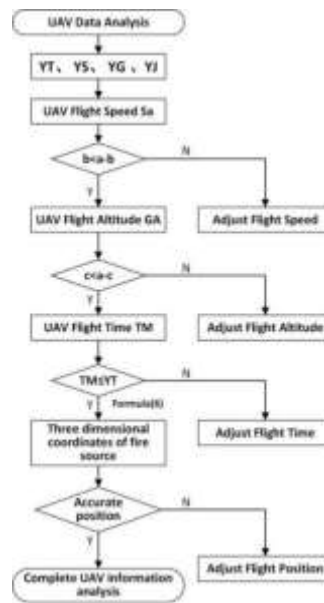 UAV Data Analysis
YT、 YS、 YG、 YJ
UAV Flight Speed Sa
b<a-b
N
Y
UAV Flight Altitude GA
Adjust Flight Speed
c<a-c
N
Y
UAV Flight Time TM
Adjust Flight Altitude
TM≤YT
N
Y
Formula(6)
Three dimensional
coordinates of fire
source
Adjust Flight Time
Accurate
position
N
Y
Adjust Flight Position
Complete UAV information
analysis